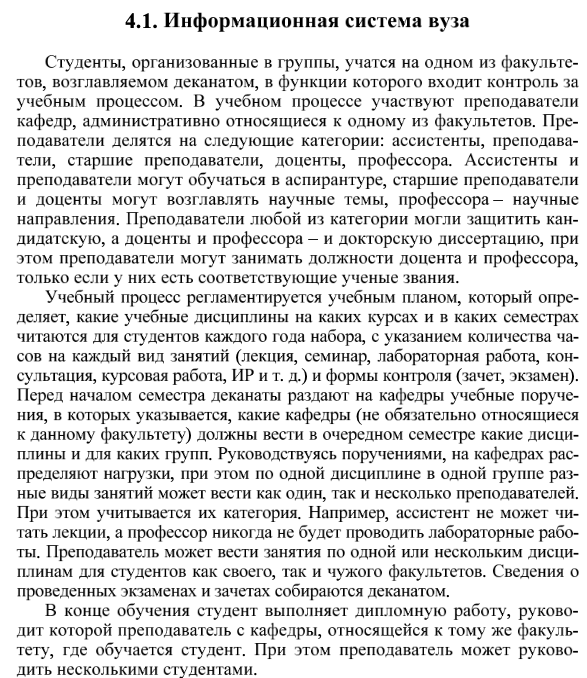 4.1. Информационная система вуза
Студенты, организованные в группы, учатся на одном из факульте-
тов, возглавляемом деканатом, в функции которого входит контроль за
учебным процессом. В учебном процессе участвуют преподаватели
кафедр, административно относящиеся к одному из факультетов. Пре-
подаватели делятся на следующие категории: ассистенты, преподава-
тели, старшие преподаватели, доценты, профессора. Ассистенты и
преподаватели могут обучаться в аспирантуре, старшие преподаватели
и доценты могут возглавлять научные темы, профессора – научные
направления. Преподаватели любой из категории могли защитить кан-
дидатскую, а доценты и профессора – и докторскую диссертацию, при
этом преподаватели могут занимать должности доцента и профессора,
только если у них есть соответствующие ученые звания.
Учебный процесс регламентируется учебным планом, который опре-
деляет, какие учебные дисциплины на каких курсах и в каких семестрах
читаются для студентов каждого года набора, с указанием количества ча-
сов на каждый вид занятий (лекция, семинар, лабораторная работа, кон-
сультация, курсовая работа, ИР и т. д.) и формы контроля (зачет, экзамен).
Перед началом семестра деканаты раздают на кафедры учебные поруче-
ния, в которых указывается, какие кафедры (не обязательно относящиеся
к данному факультету) должны вести в очередном семестре какие дисци-
плины и для каких групп. Руководствуясь поручениями, на кафедрах рас-
пределяют нагрузки, при этом по одной дисциплине в одной группе раз-
ные виды занятий может вести как один, так и несколько преподавателей.
При этом учитывается их категория. Например, ассистент не может чи-
тать лекции, а профессор никогда не будет проводить лабораторные рабо-
ты. Преподаватель может вести занятия по одной или нескольким дисци-
плинам для студентов как своего, так и чужого факультетов. Сведения о
проведенных экзаменах и зачетах собираются деканатом.
В конце обучения студент выполняет дипломную работу, руково-
дит которой преподаватель с кафедры, относящейся к тому же факуль-
тету, где обучается студент. При этом преподаватель может руково-
дить несколькими студентами.